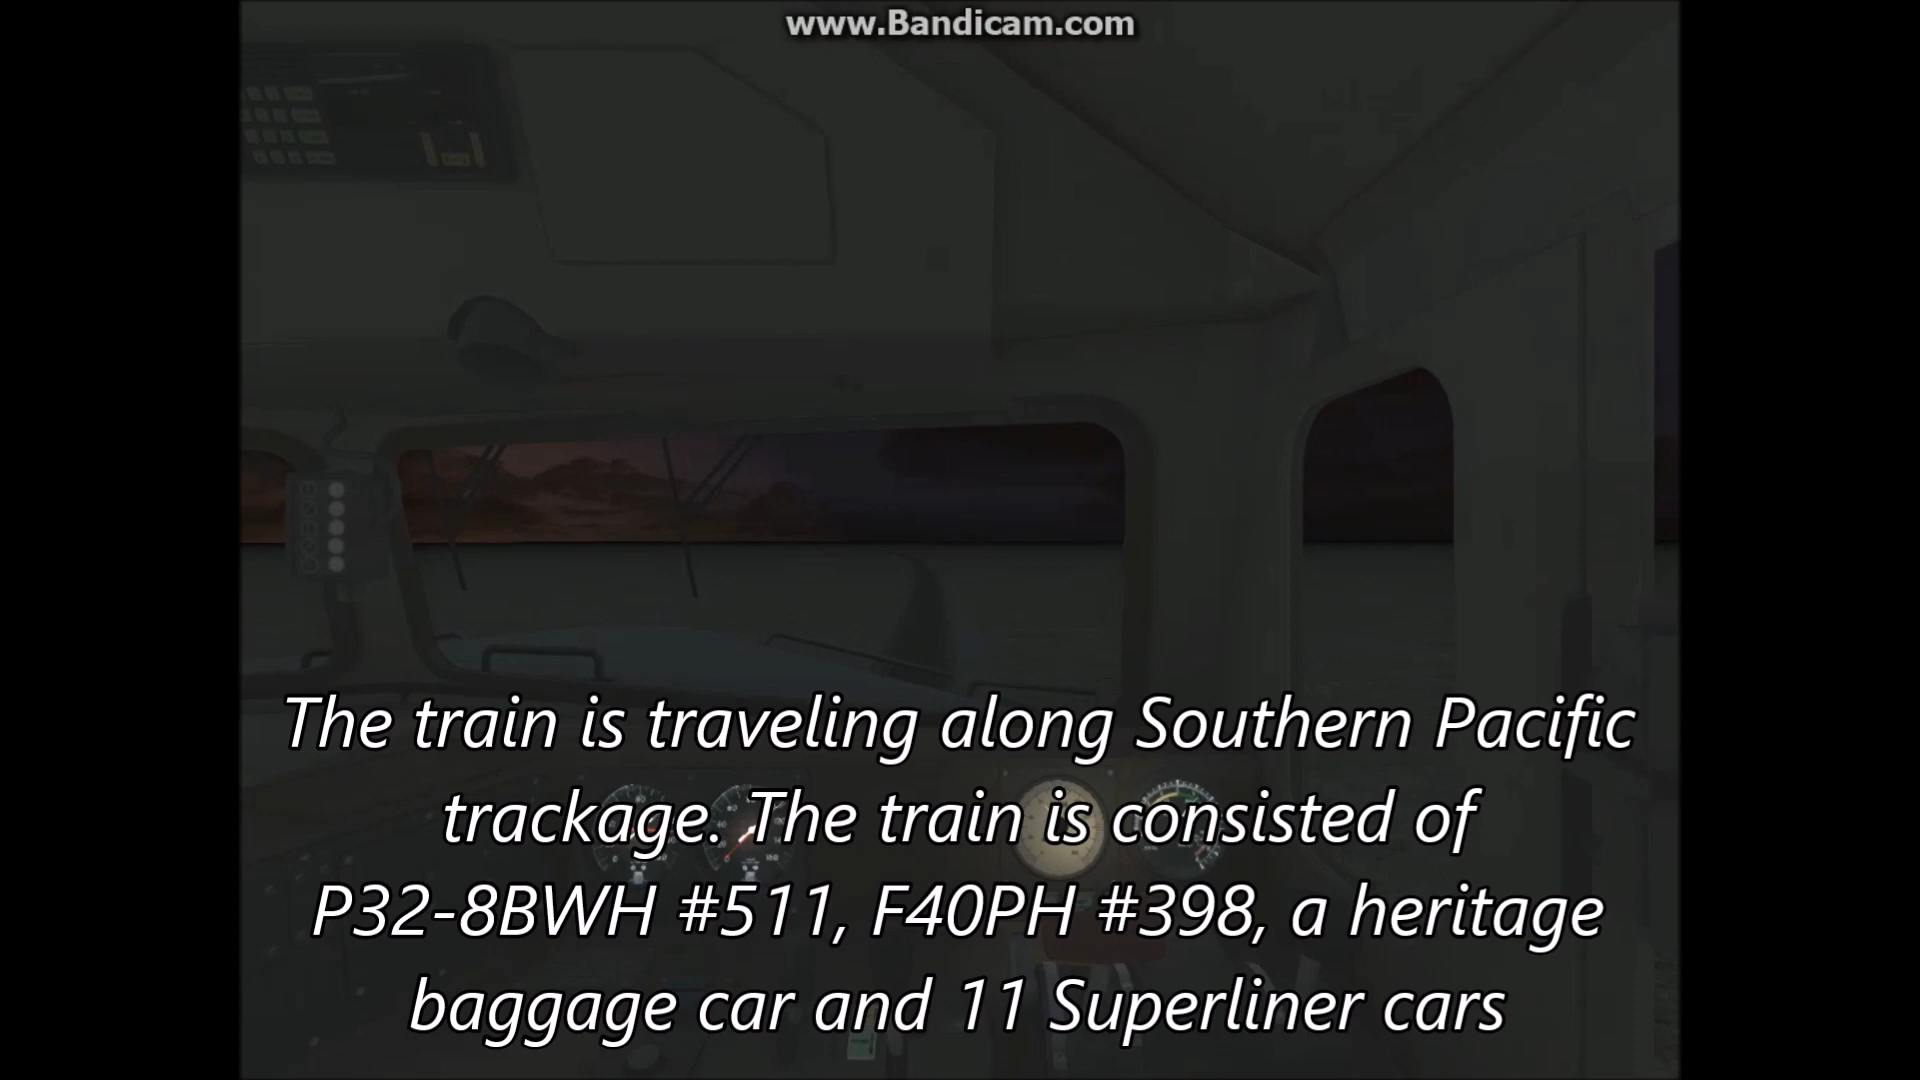 www.Bandicam.com
The train is traveling along Southern Pacific
trackage. The train is consisted of
P32-8BWH #511, F40PH #398, a heritage
baggage car and 11 Superliner cars